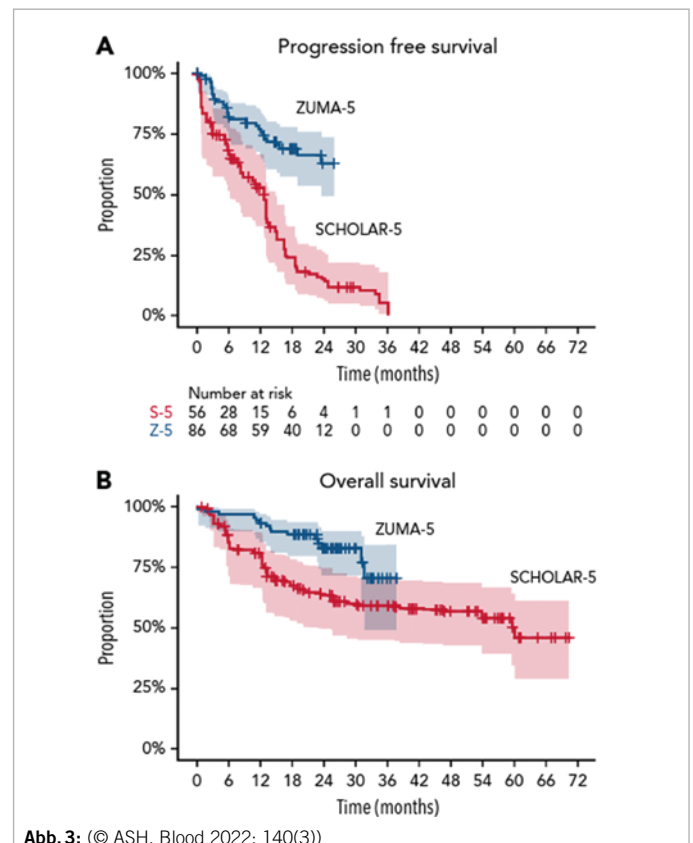 A Progression free survival
100%
75%
50%
25%
0%
Proportion
ZUMA-5
SCHOLAR-5
0 6 12 18 24 30 36 42 48 54 60 66 72
Time (months)
Number at risk
S-5 56 28 15 6 4 1 1 0 0 0 0 0 0
Z-5 86 68 59 40 12 0 0 0 0 0 0 0 0
B Overall survival
100%
75%
50%
25%
0%
Proportion
ZUMA-5
SCHOLAR-5
0 6 12 18 24 30 36 42 48 54 60 66 72
Time (months)
Abb. 3: (© ASH, Blood 2022; 140(3))